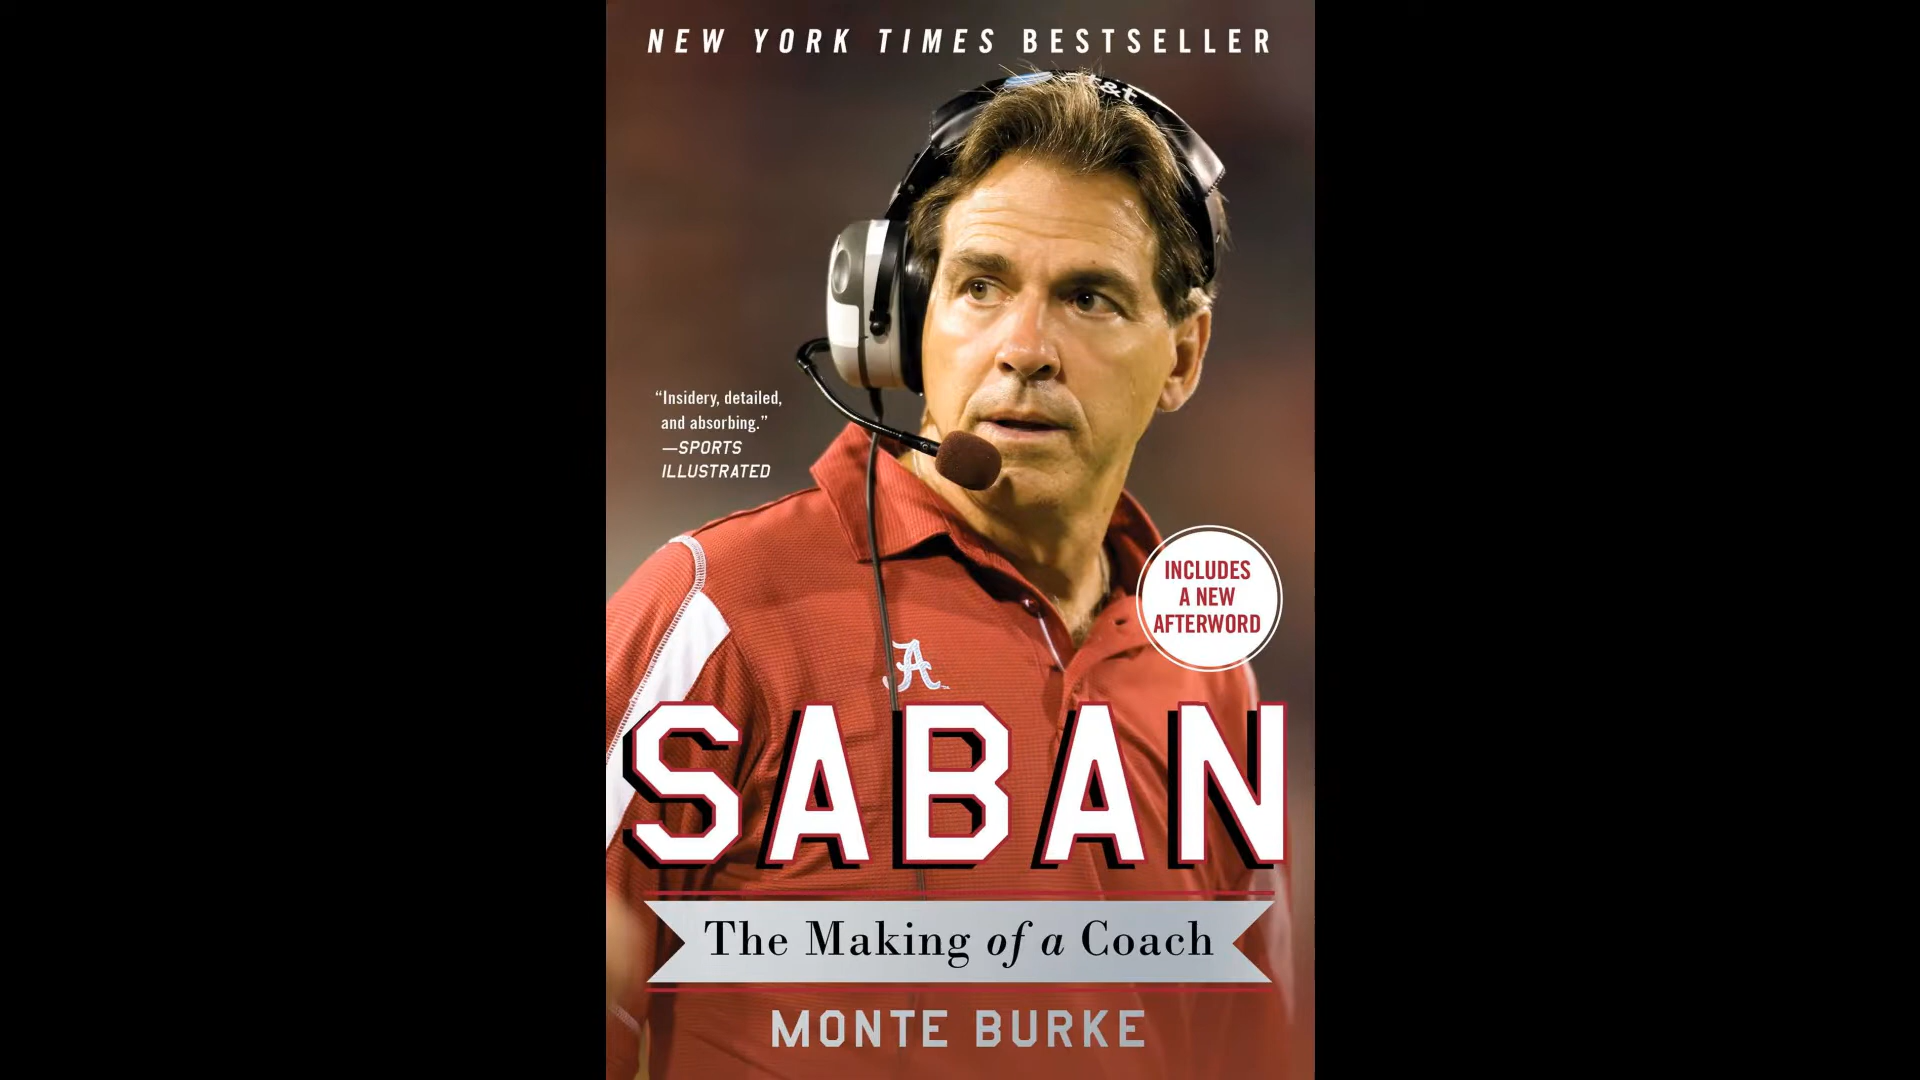 NEW YORK TIMES BESTSELLER
at&t
“Insidery, detailed,
and absorbing.”
—SPORTS
ILLUSTRATED
INCLUDES
A NEW
AFTERWORD
A
SABAN
The Making of a Coach
MONTE BURKE